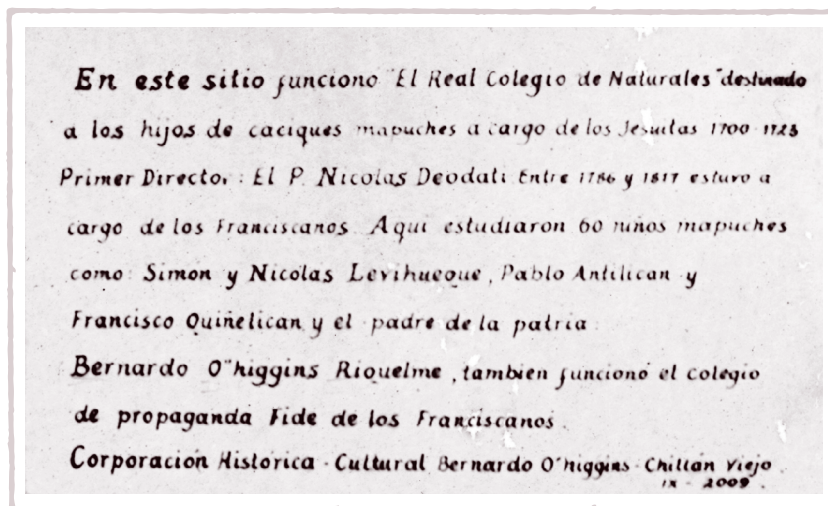 En este sitio funciono "El Real Colegio de Naturales" destinado
a los hijos de caciques mapuches a cargo de los Jesuitas 1700-1723
Primer Director: El P. Nicolas Deodati Entre 1786 y 1817 estuvo a
cargo de los Franciscanos. Aqui estudiaron 60 niños mapuches
como: Simon y Nicolas Levihueque, Pablo Antilican y
Francisco Quiñelican y el padre de la patria
Bernardo O"higgins Riquelme, tambien funcionó el colegio
de propaganda Fide de los Franciscanos.
Corporacion Historica-Cultural Bernardo O"higgins-Chillan Viejo.
IX - 2009.